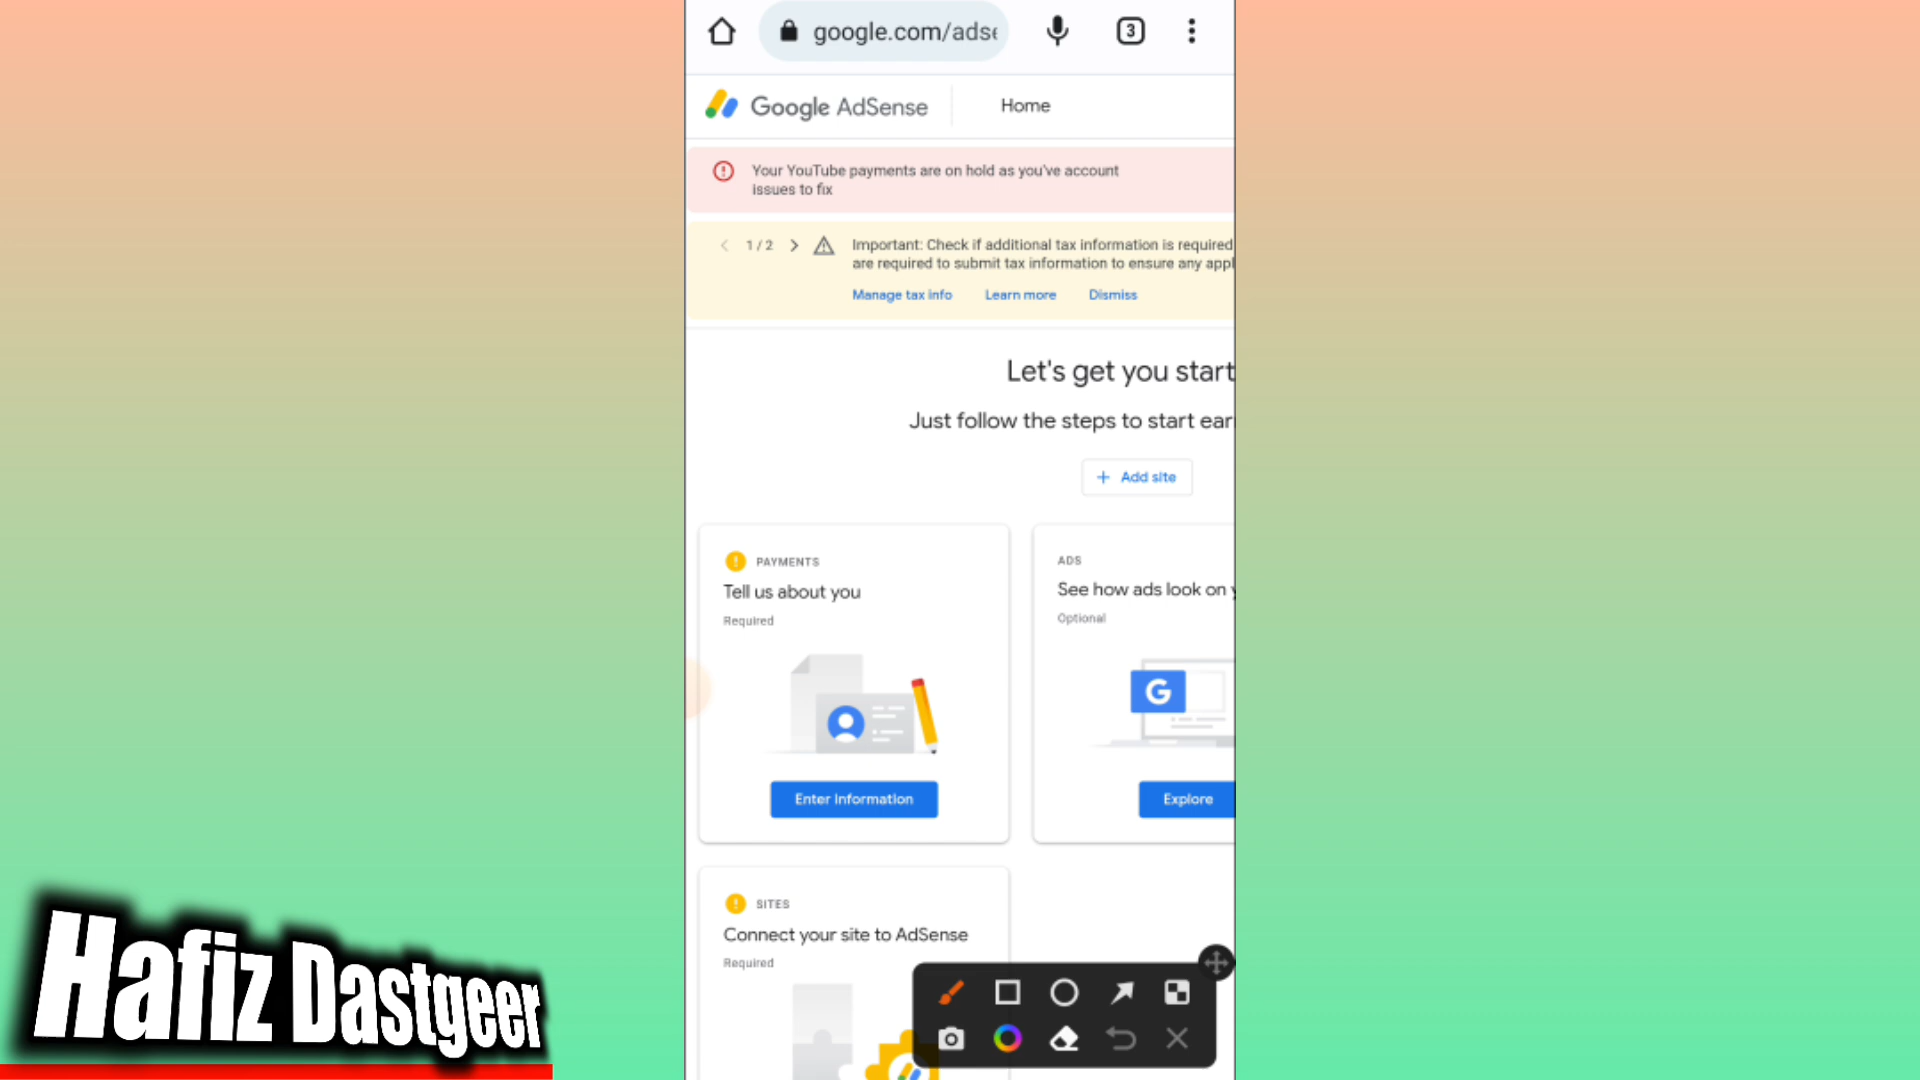 google.com/adse
3
Google AdSense
Home
Your YouTube payments are on hold as you've account
issues to fix
1 / 2
Important: Check if additional tax information is required
are required to submit tax information to ensure any appl
Manage tax info
Learn more
Dismiss
Let's get you start
Just follow the steps to start ear
+ Add site
PAYMENTS
Tell us about you
Required
Enter information
ADS
See how ads look on y
Optional
G
Explore
SITES
Connect your site to AdSense
Required
Hafiz Dastgeer